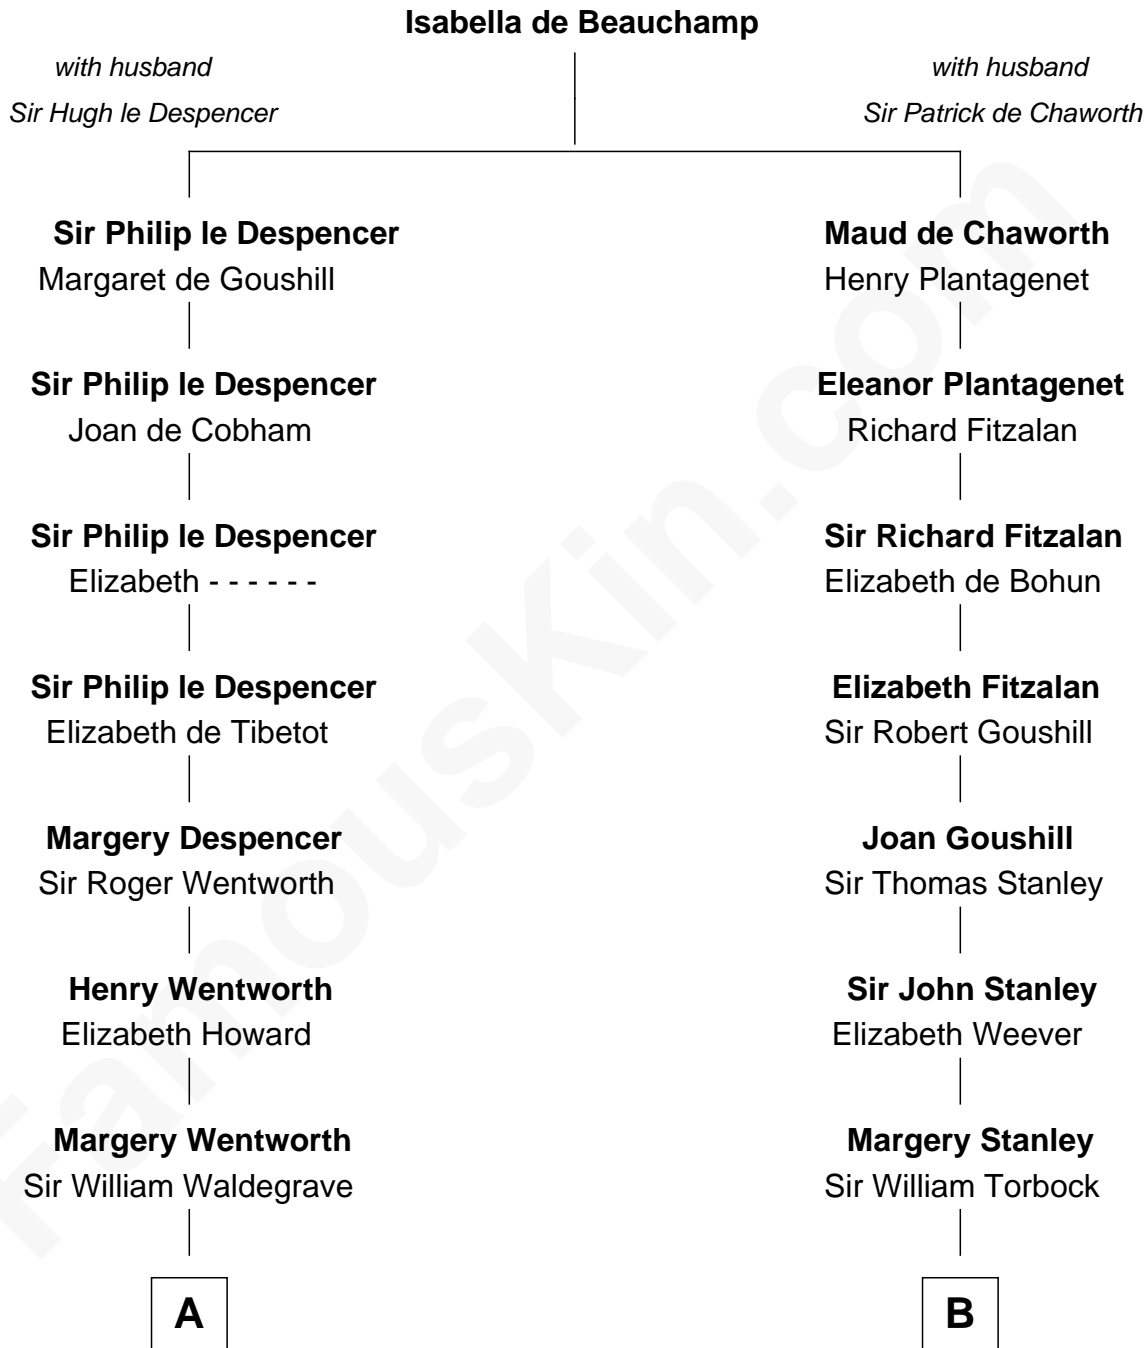 Isabella de Beauchamp
with husband
Sir Hugh le Despencer
with husband
Sir Patrick de Chaworth
Sir Philip le Despencer
Margaret de Goushill
Maud de Chaworth
Henry Plantagenet
Sir Philip le Despencer
Joan de Cobham
Eleanor Plantagenet
Richard Fitzalan
Sir Philip le Despencer
Elizabeth - - - - - -
Sir Richard Fitzalan
Elizabeth de Bohun
Sir Philip le Despencer
Elizabeth de Tibetot
Elizabeth Fitzalan
Sir Robert Goushill
Margery Despencer
Sir Roger Wentworth
Joan Goushill
Sir Thomas Stanley
Henry Wentworth
Elizabeth Howard
Sir John Stanley
Elizabeth Weever
Margery Wentworth
Sir William Waldegrave
Margery Stanley
Sir William Torbock
A
B
FamousKin.com